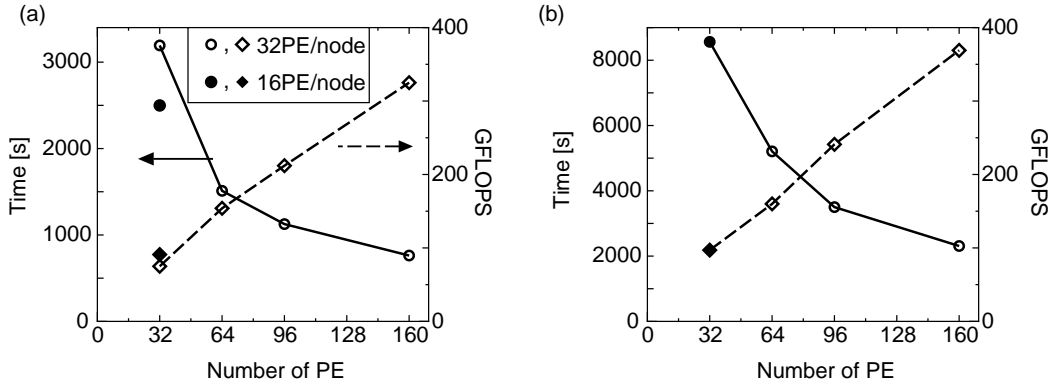 (a)
3000
2000
1000
0
Time [s]
, 32PE/node
, 16PE/node
400
200
0
GFLOPS
0 32 64 96 128 160
Number of PE
(b)
8000
6000
4000
2000
0
Time [s]
400
200
0
GFLOPS
0 32 64 96 128 160
Number of PE